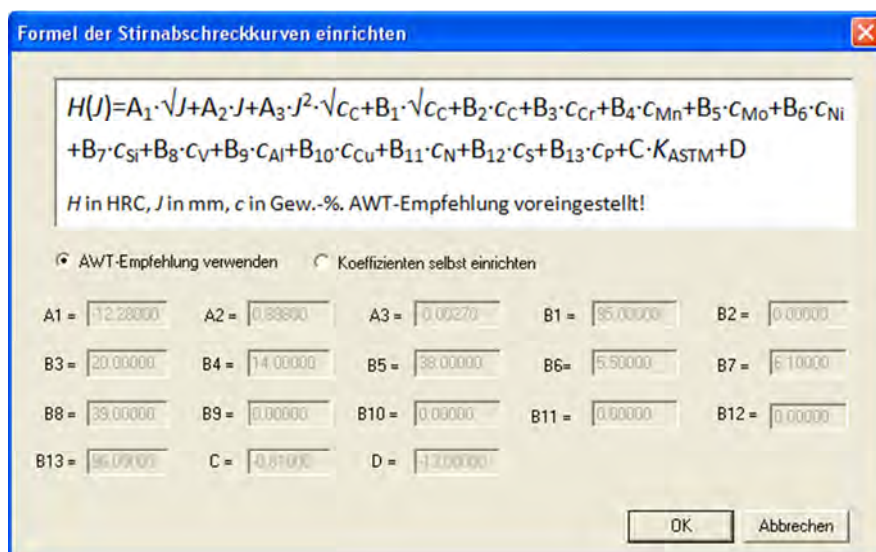 Formel der Stirnabschreckkurven einrichten
H(J)=A₁·√J+A₂·J+A₃·J²·√c_C+B₁·√c_C+B₂·c_C+B₃·c_Cr+B₄·c_Mn+B₅·c_Mo+B₆·c_Ni
+B₇·c_Si+B₈·c_V+B₉·c_Al+B₁₀·c_Cu+B₁₁·c_N+B₁₂·c_S+B₁₃·c_P+C·K_ASTM+D
H in HRC, J in mm, c in Gew.-%. AWT-Empfehlung voreingestellt!
AWT-Empfehlung verwenden Koeffizienten selbst einrichten
A1 = -12.28000 A2 = 0.89800 A3 = -0.00270 B1 = 95.00000 B2 = 0.00000
B3 = 20.00000 B4 = 14.00000 B5 = 38.00000 B6= 5.50000 B7 = 6.10000
B8 = 39.00000 B9 = 0.00000 B10 = 0.00000 B11 = 0.00000 B12 = 0.00000
B13 = 96.00000 C = -0.81000 D = -13.00000
OK Abbrechen